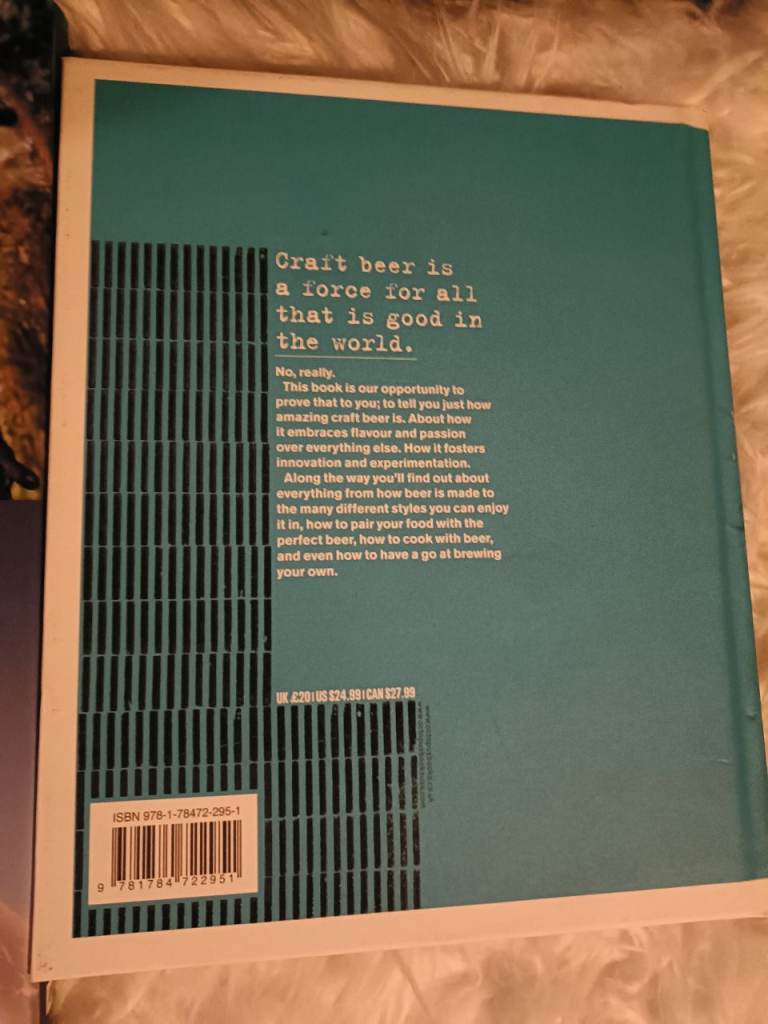 Craft beer is
a force for all
that is good in
the world.
No, really.
This book is our opportunity to
prove that to you; to tell you just how
amazing craft beer is. About how
it embraces flavour and passion
over everything else. How it fosters
innovation and experimentation.
Along the way you'll find out about
everything from how beer is made to
the many different styles you can enjoy
it in, how to pair your food with the
perfect beer, how to cook with beer,
and even how to have a go at brewing
your own.
UK £20 | US $24.99 | CAN $27.99
ISBN 978-1-78472-295-1
9 781784 722951